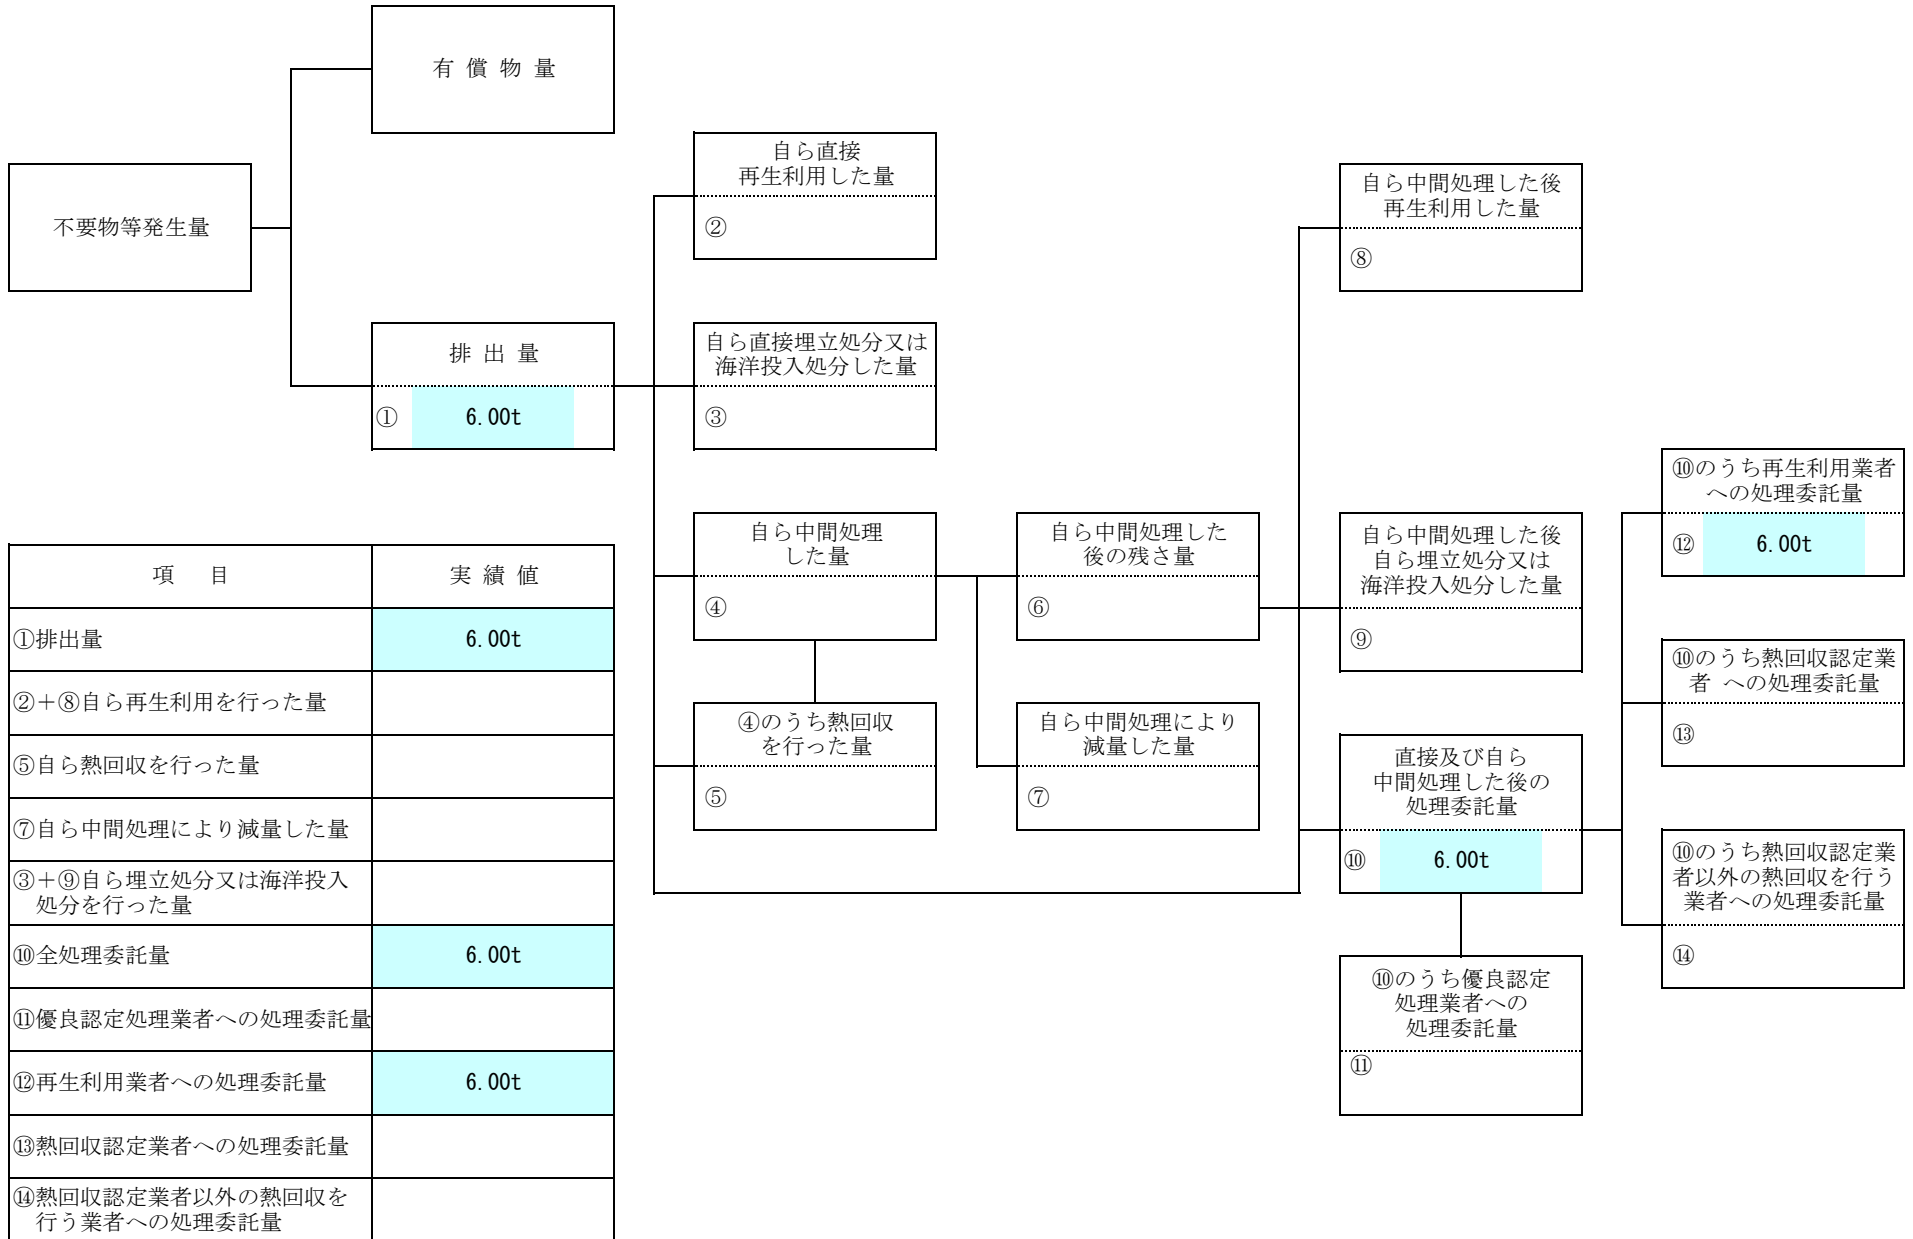 有 償 物 量
不要物等発生量
排 出 量
① 6.00t
自ら直接
再生利用した量
②
自ら直接埋立処分又は
海洋投入処分した量
③
自ら中間処理
した量
④
④のうち熱回収
を行った量
⑤
自ら中間処理した
後の残さ量
⑥
自ら中間処理により
減量した量
⑦
自ら中間処理した後
再生利用した量
⑧
自ら中間処理した後
自ら埋立処分又は
海洋投入処分した量
⑨
直接及び自ら
中間処理した後の
処理委託量
⑩ 6.00t
⑩のうち優良認定
処理業者への
処理委託量
⑪
⑩のうち再生利用業者
への処理委託量
⑫ 6.00t
⑩のうち熱回収認定業
者 への処理委託量
⑬
⑩のうち熱回収認定業
者以外の熱回収を行う
業者への処理委託量
⑭
項 目 実 績 値
①排出量 6.00t
②＋⑧自ら再生利用を行った量
⑤自ら熱回収を行った量
⑦自ら中間処理により減量した量
③＋⑨自ら埋立処分又は海洋投入
処分を行った量
⑩全処理委託量 6.00t
⑪優良認定処理業者への処理委託量
⑫再生利用業者への処理委託量 6.00t
⑬熱回収認定業者への処理委託量
⑭熱回収認定業者以外の熱回収を
行う業者への処理委託量